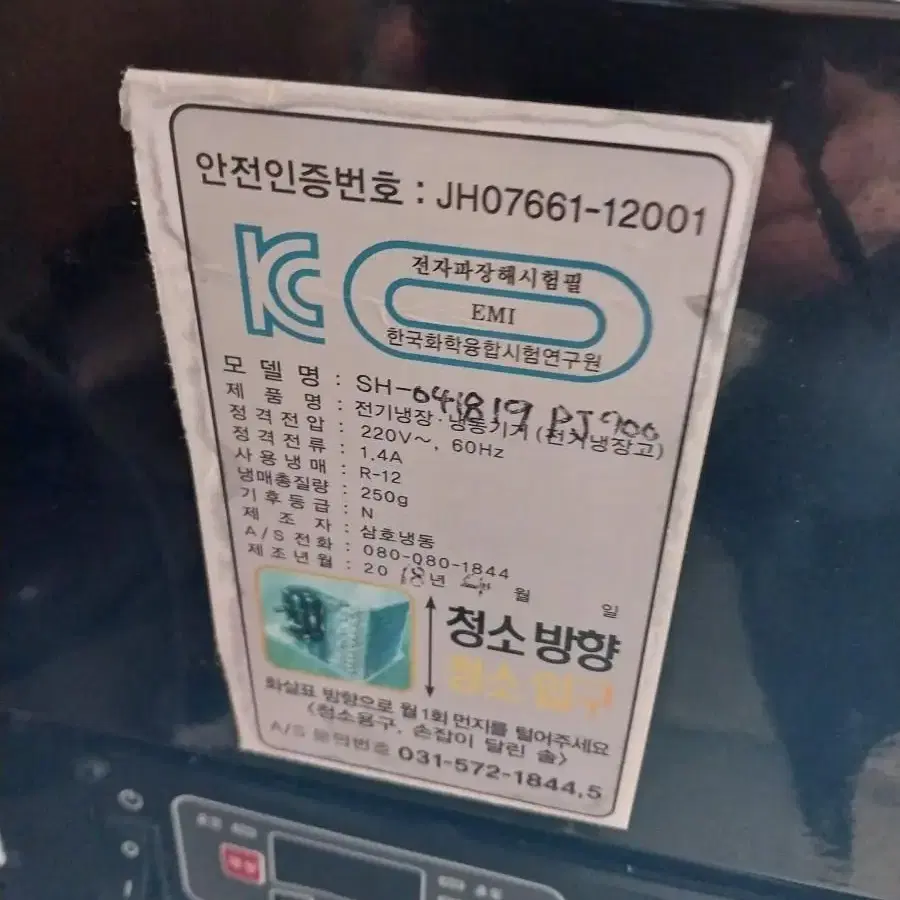 안전인증번호 : JH07661-12001
KC
전자파장해시험필
EMI
한국화학융합시험연구원
모 델 명 : SH-
제 품 명 : 전기냉장·냉동기기 (전기냉장고)
정격전압 : 220V~, 60Hz
정격전류 : 1.4A
사용냉매 : R-12
냉매총질량 : 250g
기후등급 : N
제 조 자 : 삼호냉동
A/S 전화 : 080-080-1844
제조년월 : 20 18년 4 월 일
청소 방향
청소 입구
화살표 방향으로 월1회 먼지를 털어주세요
<청소용구, 손잡이 달린 솔>
A/S 문의번호 031-572-1844,5